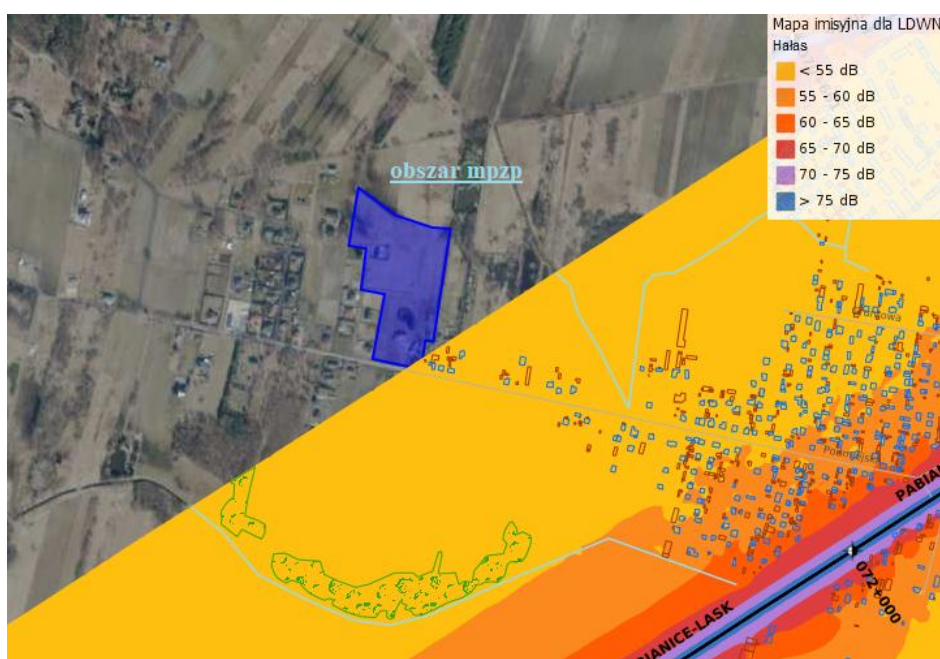 Mapa imisyjna dla LDWN
Hałas
< 55 dB
55 - 60 dB
60 - 65 dB
65 - 70 dB
70 - 75 dB
> 75 dB
obszar mpzp
PABIAN
072+000
IANICE-LASK